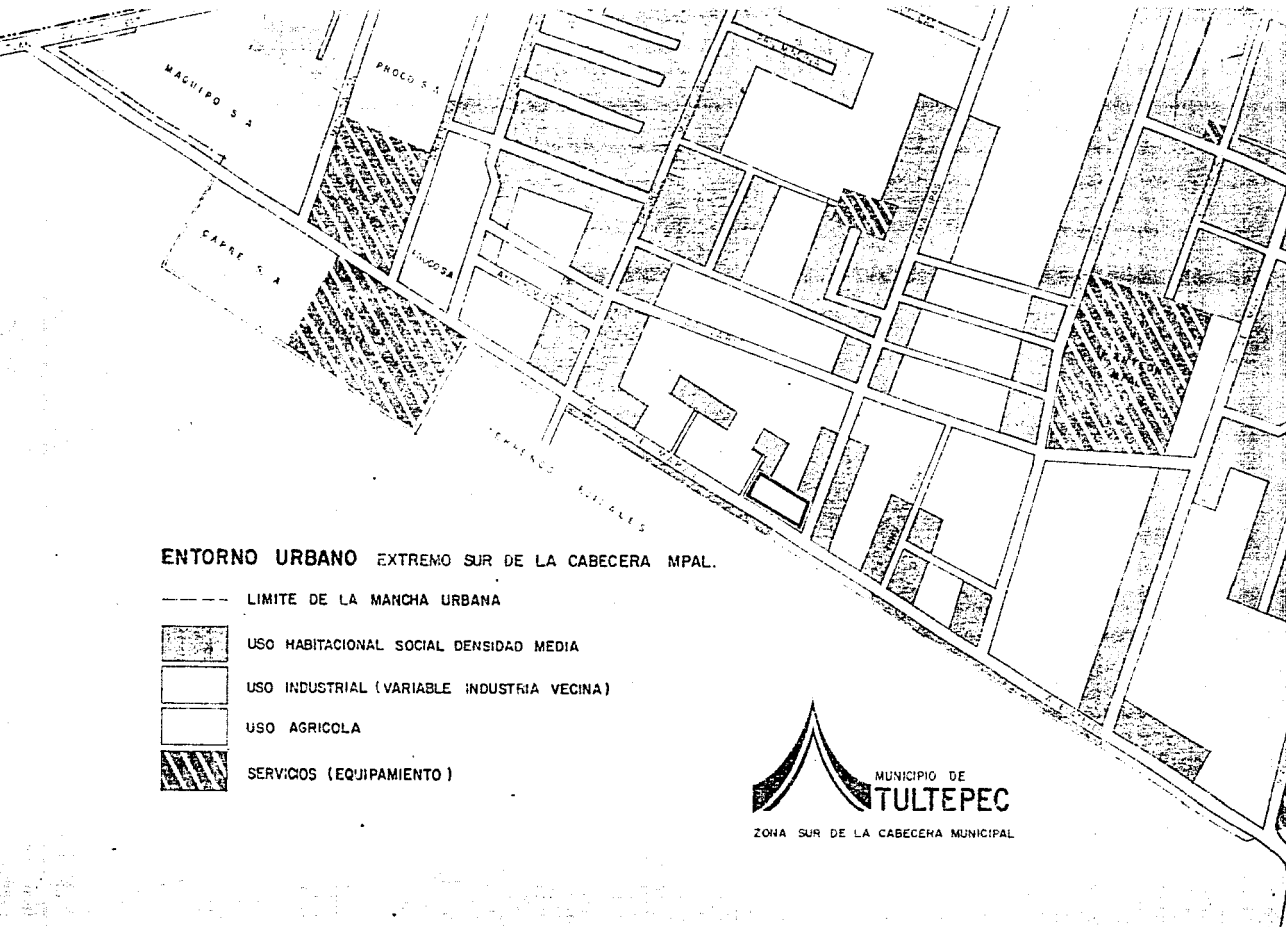 MAQUIPO S A
PROCO S A
CAPRE S. A
TERRENOS EJIDALES
ENTORNO URBANO EXTREMO SUR DE LA CABECERA MPAL.
LIMITE DE LA MANCHA URBANA
USO HABITACIONAL SOCIAL DENSIDAD MEDIA
USO INDUSTRIAL (VARIABLE INDUSTRIA VECINA)
USO AGRICOLA
SERVICIOS (EQUIPAMIENTO)
MUNICIPIO DE
TULTEPEC
ZONA SUR DE LA CABECERA MUNICIPAL